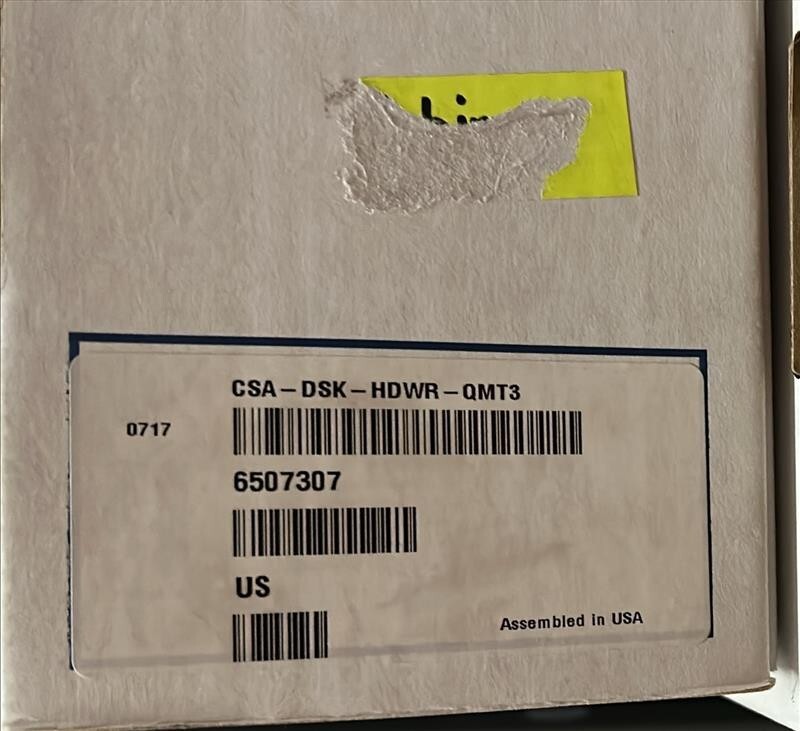 CSA-DSK-HDWR-QMT3
0717
6507307
US
Assembled in USA